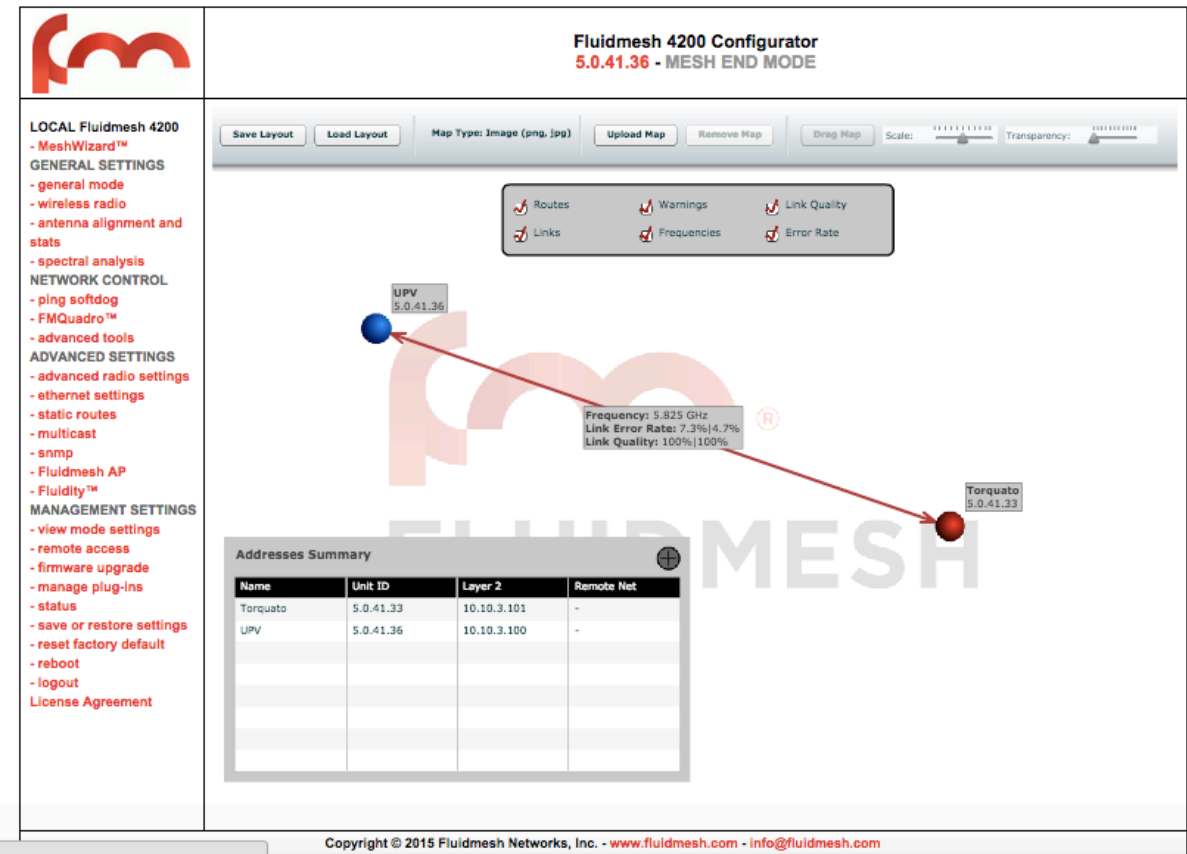 fm
Fluidmesh 4200 Configurator
5.0.41.36 - MESH END MODE
LOCAL Fluidmesh 4200
- MeshWizard™
GENERAL SETTINGS
- general mode
- wireless radio
- antenna alignment and
stats
- spectral analysis
NETWORK CONTROL
- ping softdog
- FMQuadro™
- advanced tools
ADVANCED SETTINGS
- advanced radio settings
- ethernet settings
- static routes
- multicast
- snmp
- Fluidmesh AP
- Fluidity™
MANAGEMENT SETTINGS
- view mode settings
- remote access
- firmware upgrade
- manage plug-ins
- status
- save or restore settings
- reset factory default
- reboot
- logout
License Agreement
Save Layout Load Layout Map Type: Image (png, jpg) Upload Map Remove Map Drag Map Scale: Transparency:
Routes Warnings Link Quality
Links Frequencies Error Rate
UPV
5.0.41.36
Frequency: 5.825 GHz
Link Error Rate: 7.3%|4.7%
Link Quality: 100%|100%
®
Torquato
5.0.41.33
FLUIDMESH
Addresses Summary
Name Unit ID Layer 2 Remote Net
Torquato 5.0.41.33 10.10.3.101 -
UPV 5.0.41.36 10.10.3.100 -
Copyright © 2015 Fluidmesh Networks, Inc. - www.fluidmesh.com - info@fluidmesh.com